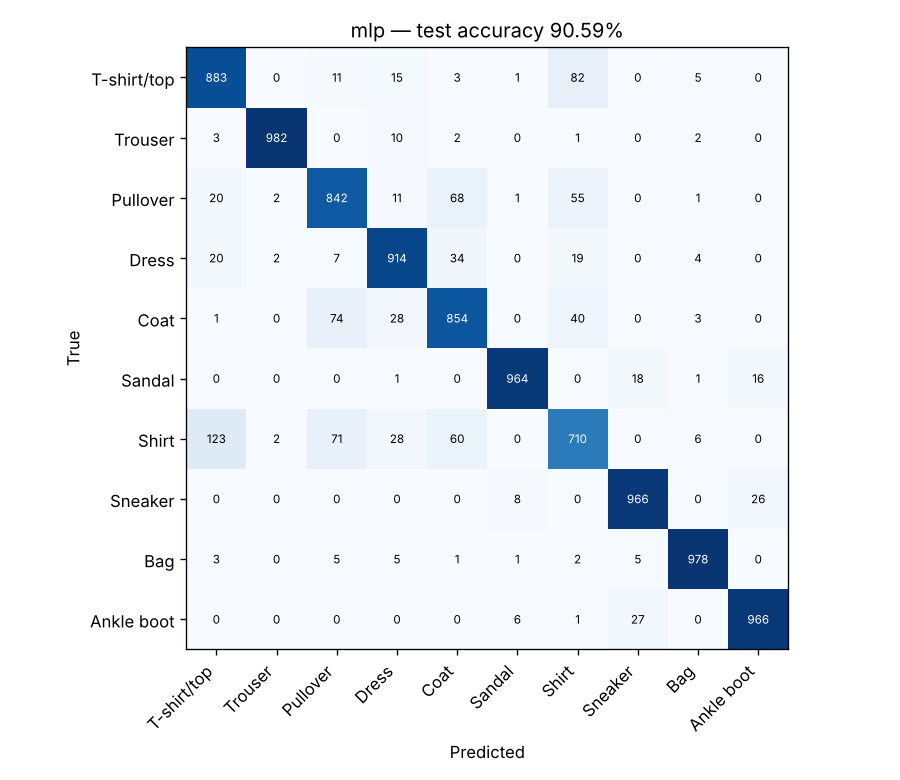 mlp — test accuracy 90.59%
T-shirt/top 883 0 11 15 3 1 82 0 5 0
Trouser 3 982 0 10 2 0 1 0 2 0
Pullover 20 2 842 11 68 1 55 0 1 0
Dress 20 2 7 914 34 0 19 0 4 0
Coat 1 0 74 28 854 0 40 0 3 0
Sandal 0 0 0 1 0 964 0 18 1 16
Shirt 123 2 71 28 60 0 710 0 6 0
Sneaker 0 0 0 0 0 8 0 966 0 26
Bag 3 0 5 5 1 1 2 5 978 0
Ankle boot 0 0 0 0 0 6 1 27 0 966
True
T-shirt/top Trouser Pullover Dress Coat Sandal Shirt Sneaker Bag Ankle boot
Predicted